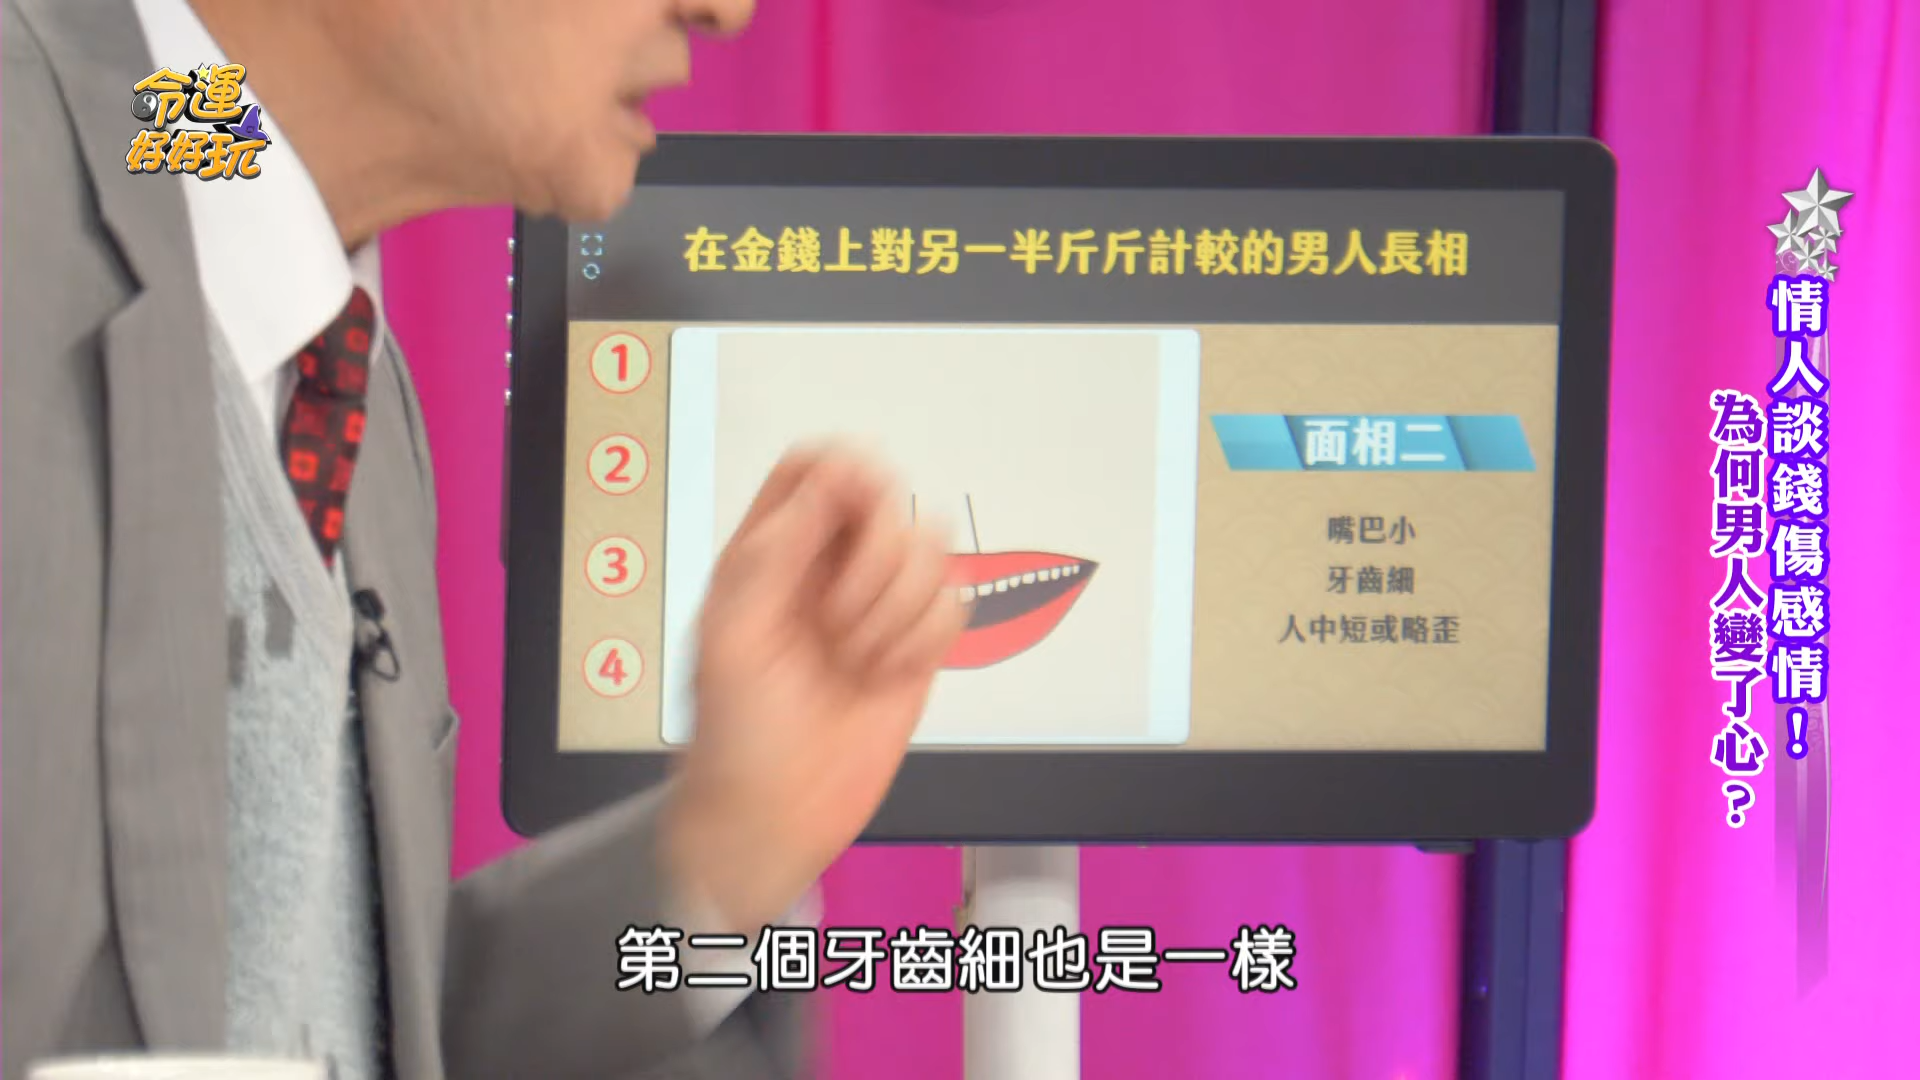 命運
好好玩
在金錢上對另一半斤斤計較的男人長相
1
2
3
4
面相二
嘴巴小
牙齒細
人中短或略歪
情人談錢傷感情！
為何男人變了心？
第二個牙齒細也是一樣